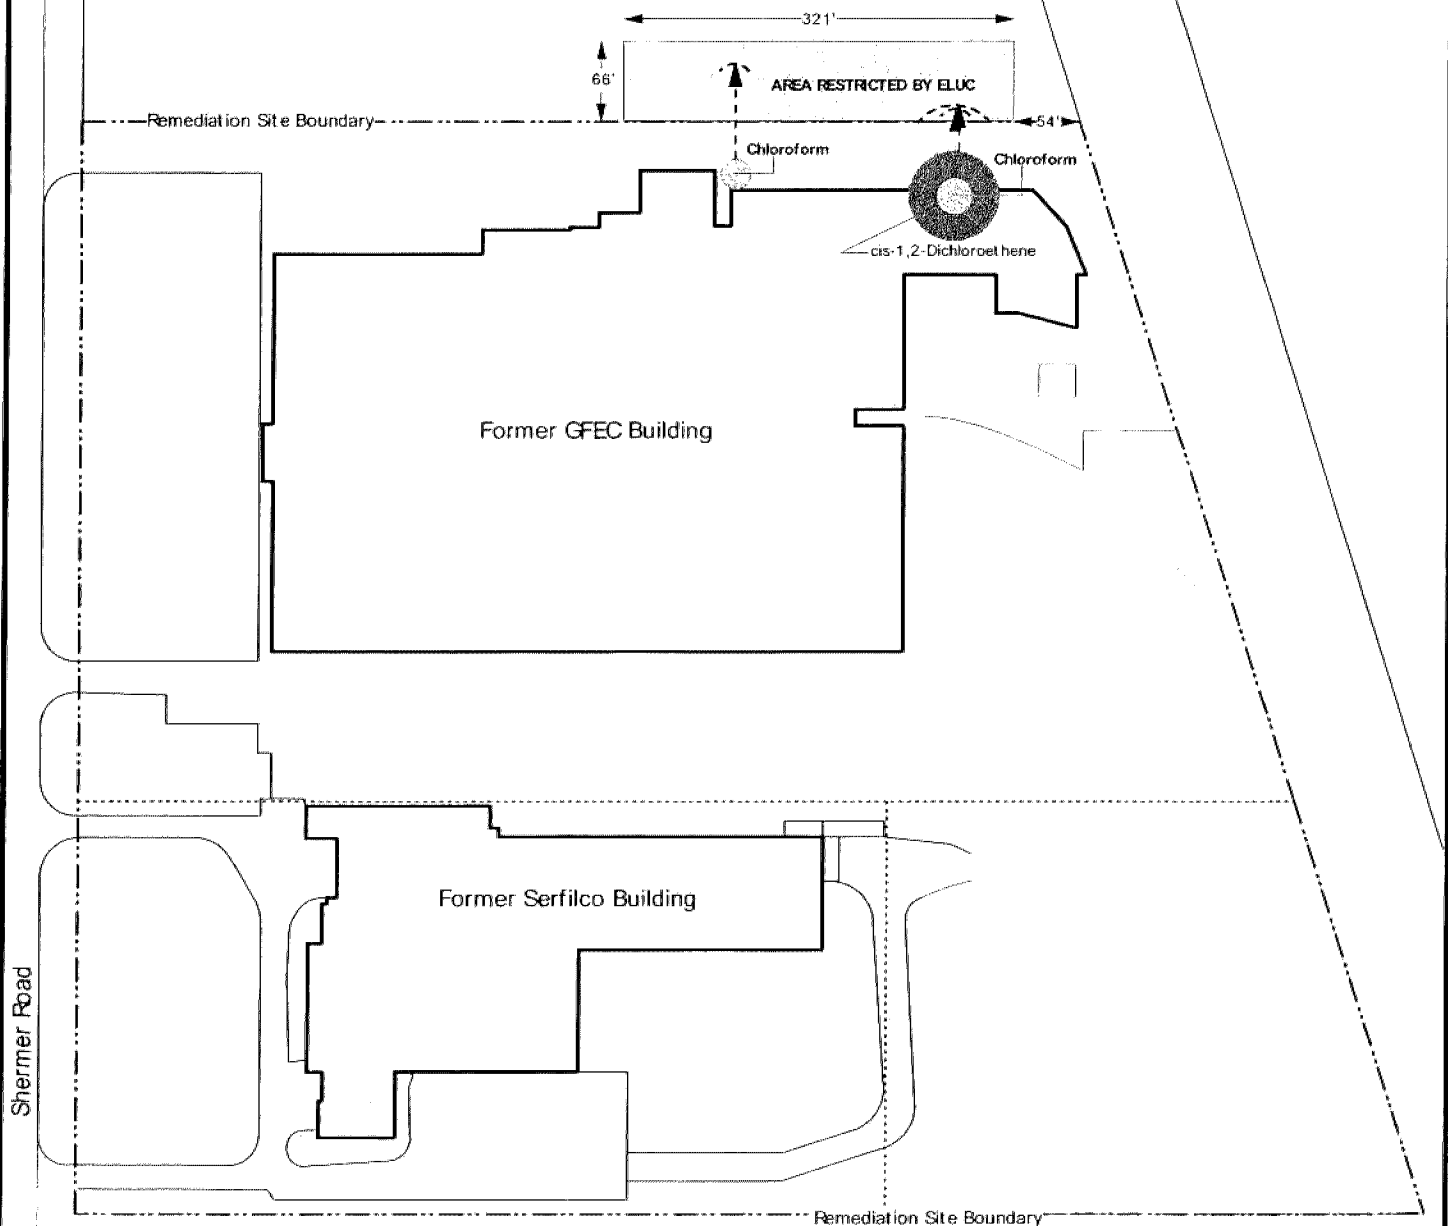 321'
66'
AREA RESTRICTED BY ELUC
Remediation Site Boundary
54'
Chloroform
Chloroform
cis-1,2-Dichloroethene
Former GFEC Building
Former Serfilco Building
Shermer Road
Remediation Site Boundary